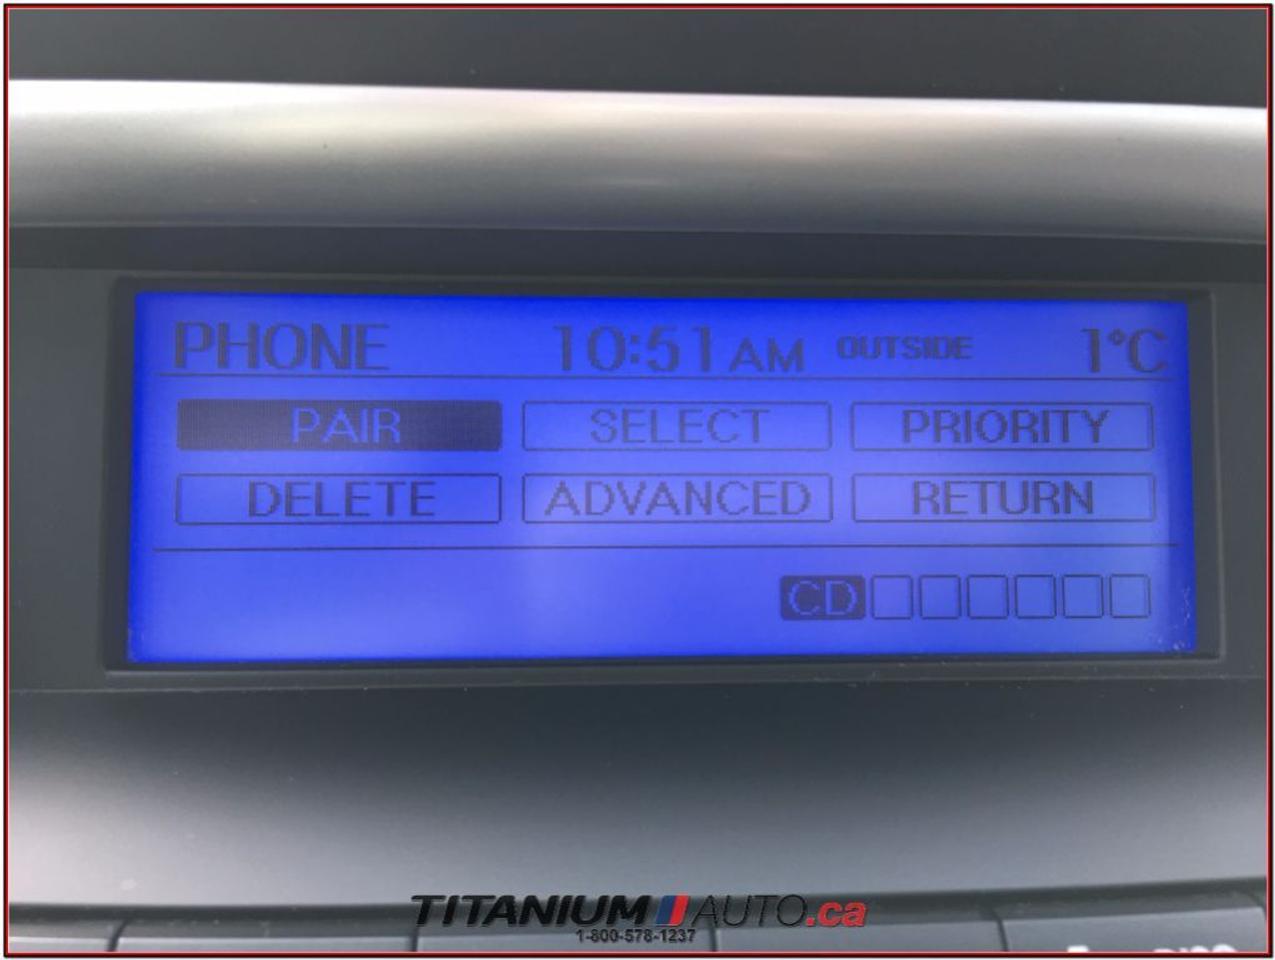 PHONE 10:51 AM OUTSIDE 1°C
PAIR SELECT PRIORITY
DELETE ADVANCED RETURN
CD
TITANIUM AUTO.ca
1-800-578-1237